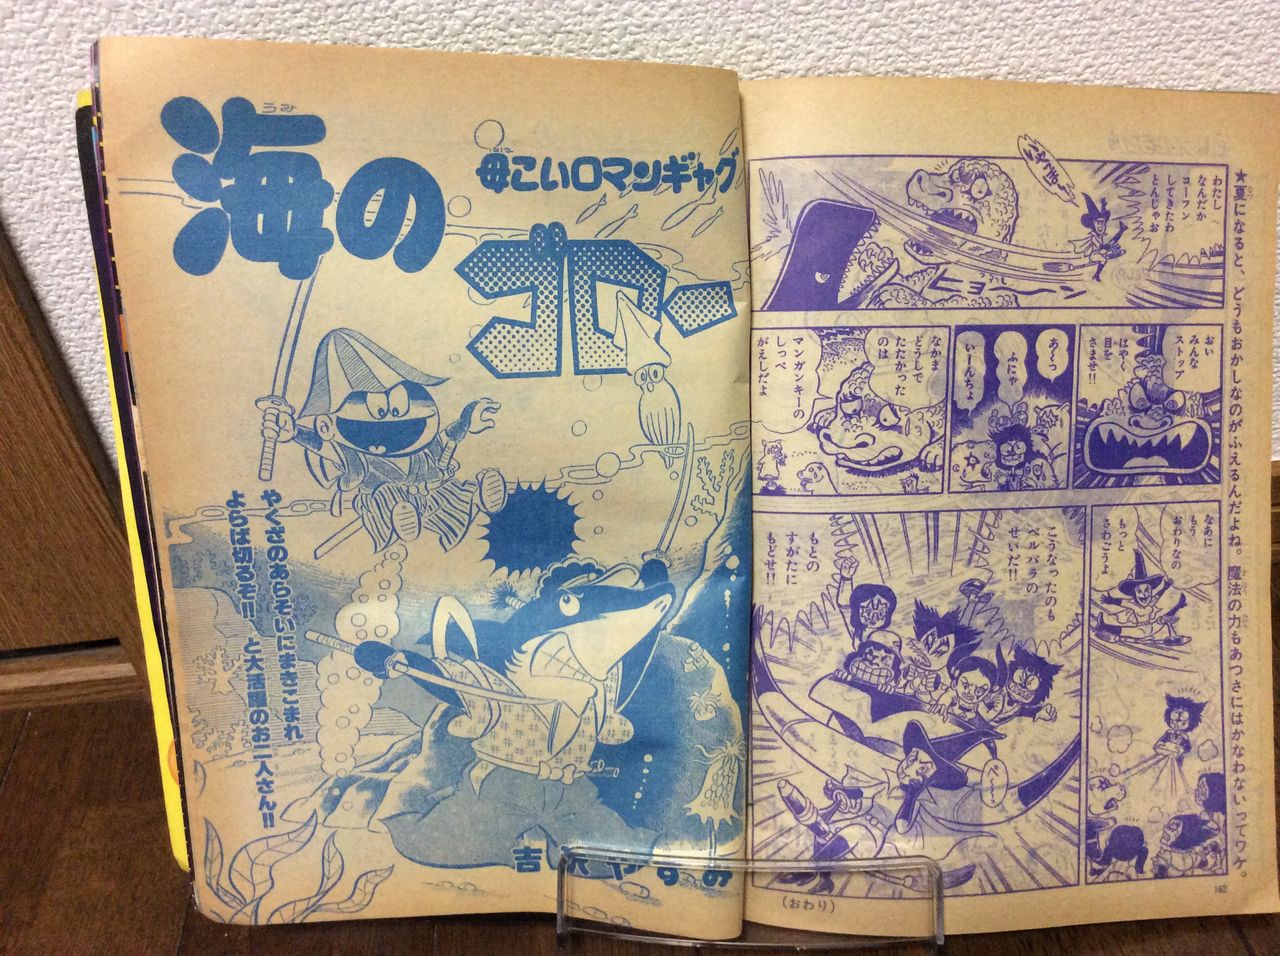 ★夏になると、どうもおかしなのがふえるんだよね。魔法の力もあつさにはかなわないってワケ。
わたし
なんだか
コーフン
してきたわ
とんじゃお
ヒョーン
おい
みんな
ストップ
はやく
目を
さませ!!
あ〜っ
ふにゃ
いーんちょ
なかま
どうしで
たたかった
のは
マンガンキーの
しっぺ
がえしだよ
なあに
もう
おわりなの
もっと
さわごうよ
こうなったのも
ベルバラの
せいだ!!
もとの
すがたに
もどせ!!
ベ〜
162
(おわり)
母こいロマンギャグ
はは
海の
うみ
ゴロー
やくざのあらそいにまきこまれ
よらば切るぞ!! と大活躍のお二人さん!!
吉沢やすみ